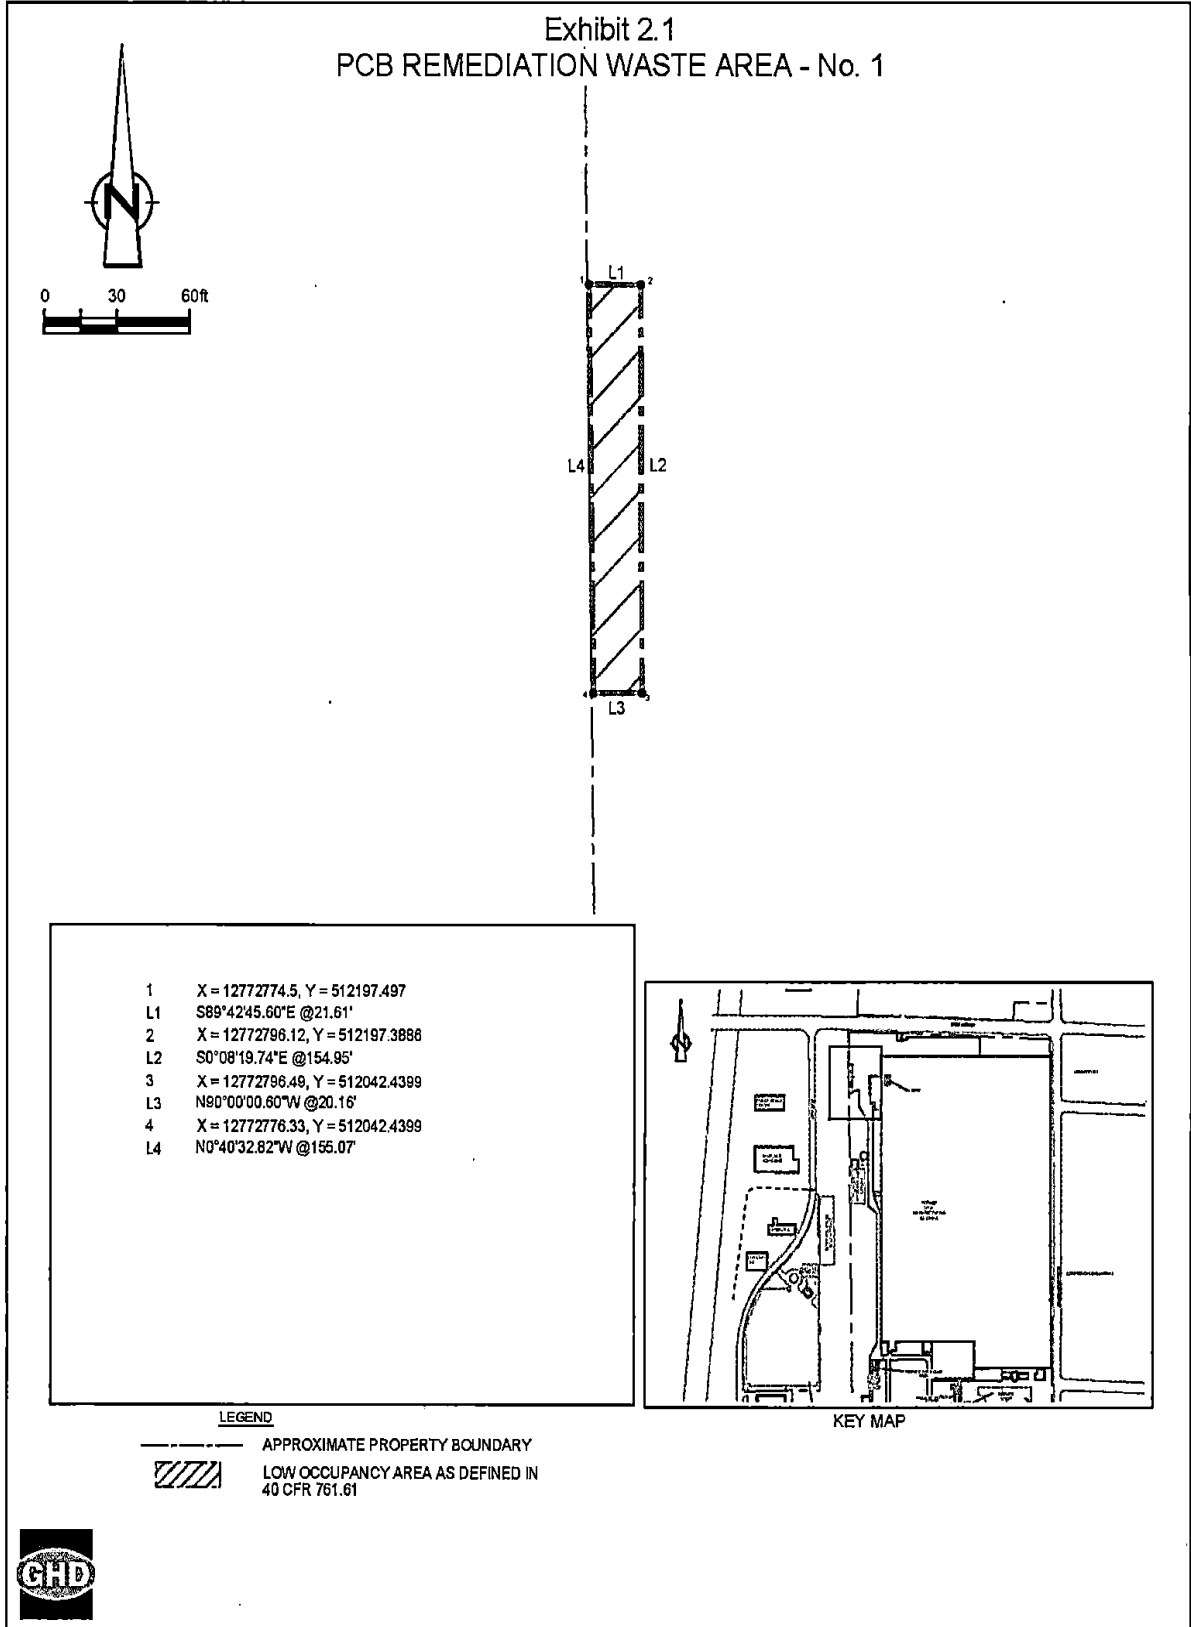 Exhibit 2.1
PCB REMEDIATION WASTE AREA - No. 1
N
0 30 60ft
1 L1 2
L4 L2
4 L3 3
1 X = 12772774.5, Y = 512197.497
L1 S89°42'45.60"E @21.61'
2 X = 12772796.12, Y = 512197.3886
L2 S0°08'19.74"E @154.95'
3 X = 12772796.49, Y = 512042.4399
L3 N90°00'00.60"W @20.16'
4 X = 12772776.33, Y = 512042.4399
L4 N0°40'32.82"W @155.07'
KEY MAP
LEGEND
APPROXIMATE PROPERTY BOUNDARY
LOW OCCUPANCY AREA AS DEFINED IN
40 CFR 761.61
GHD